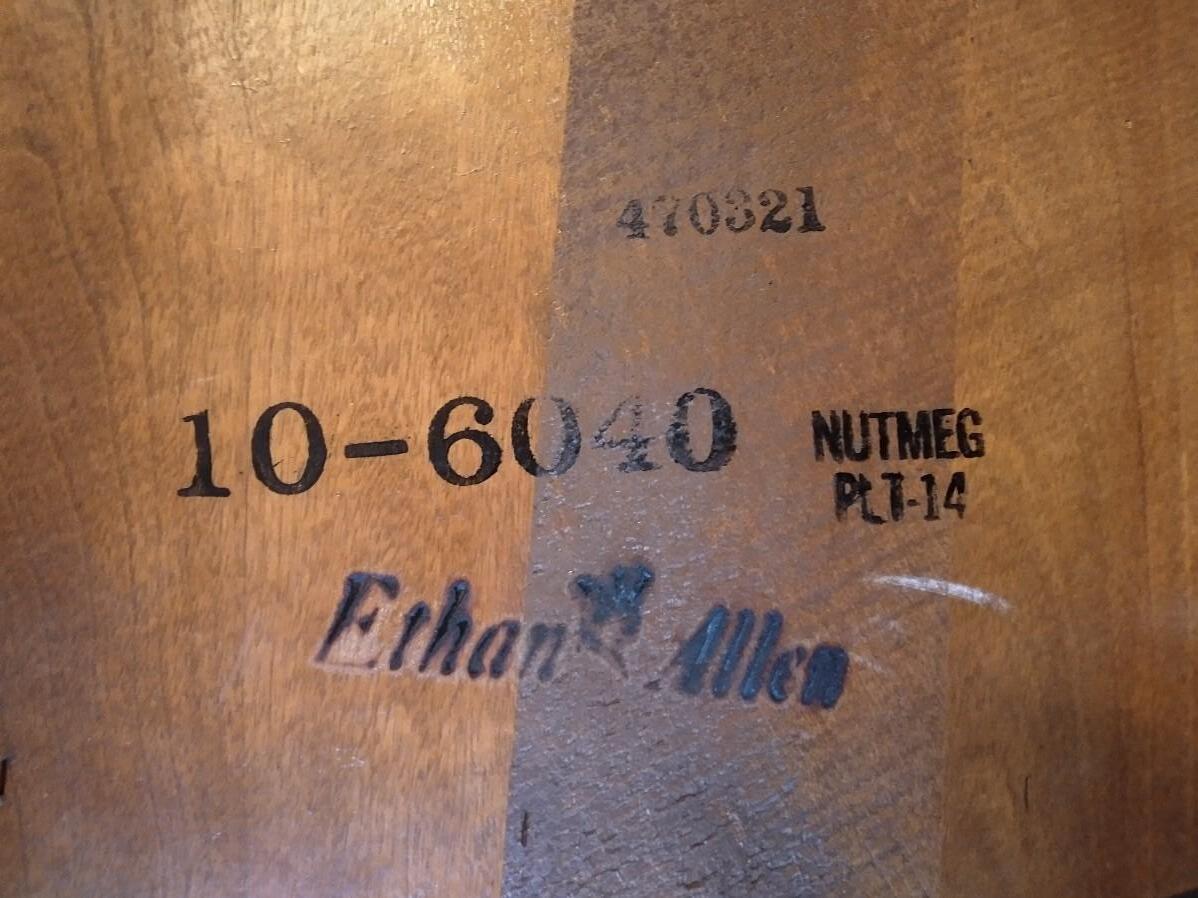 470321
10-6040
NUTMEG
PLT-14
Ethan Allen